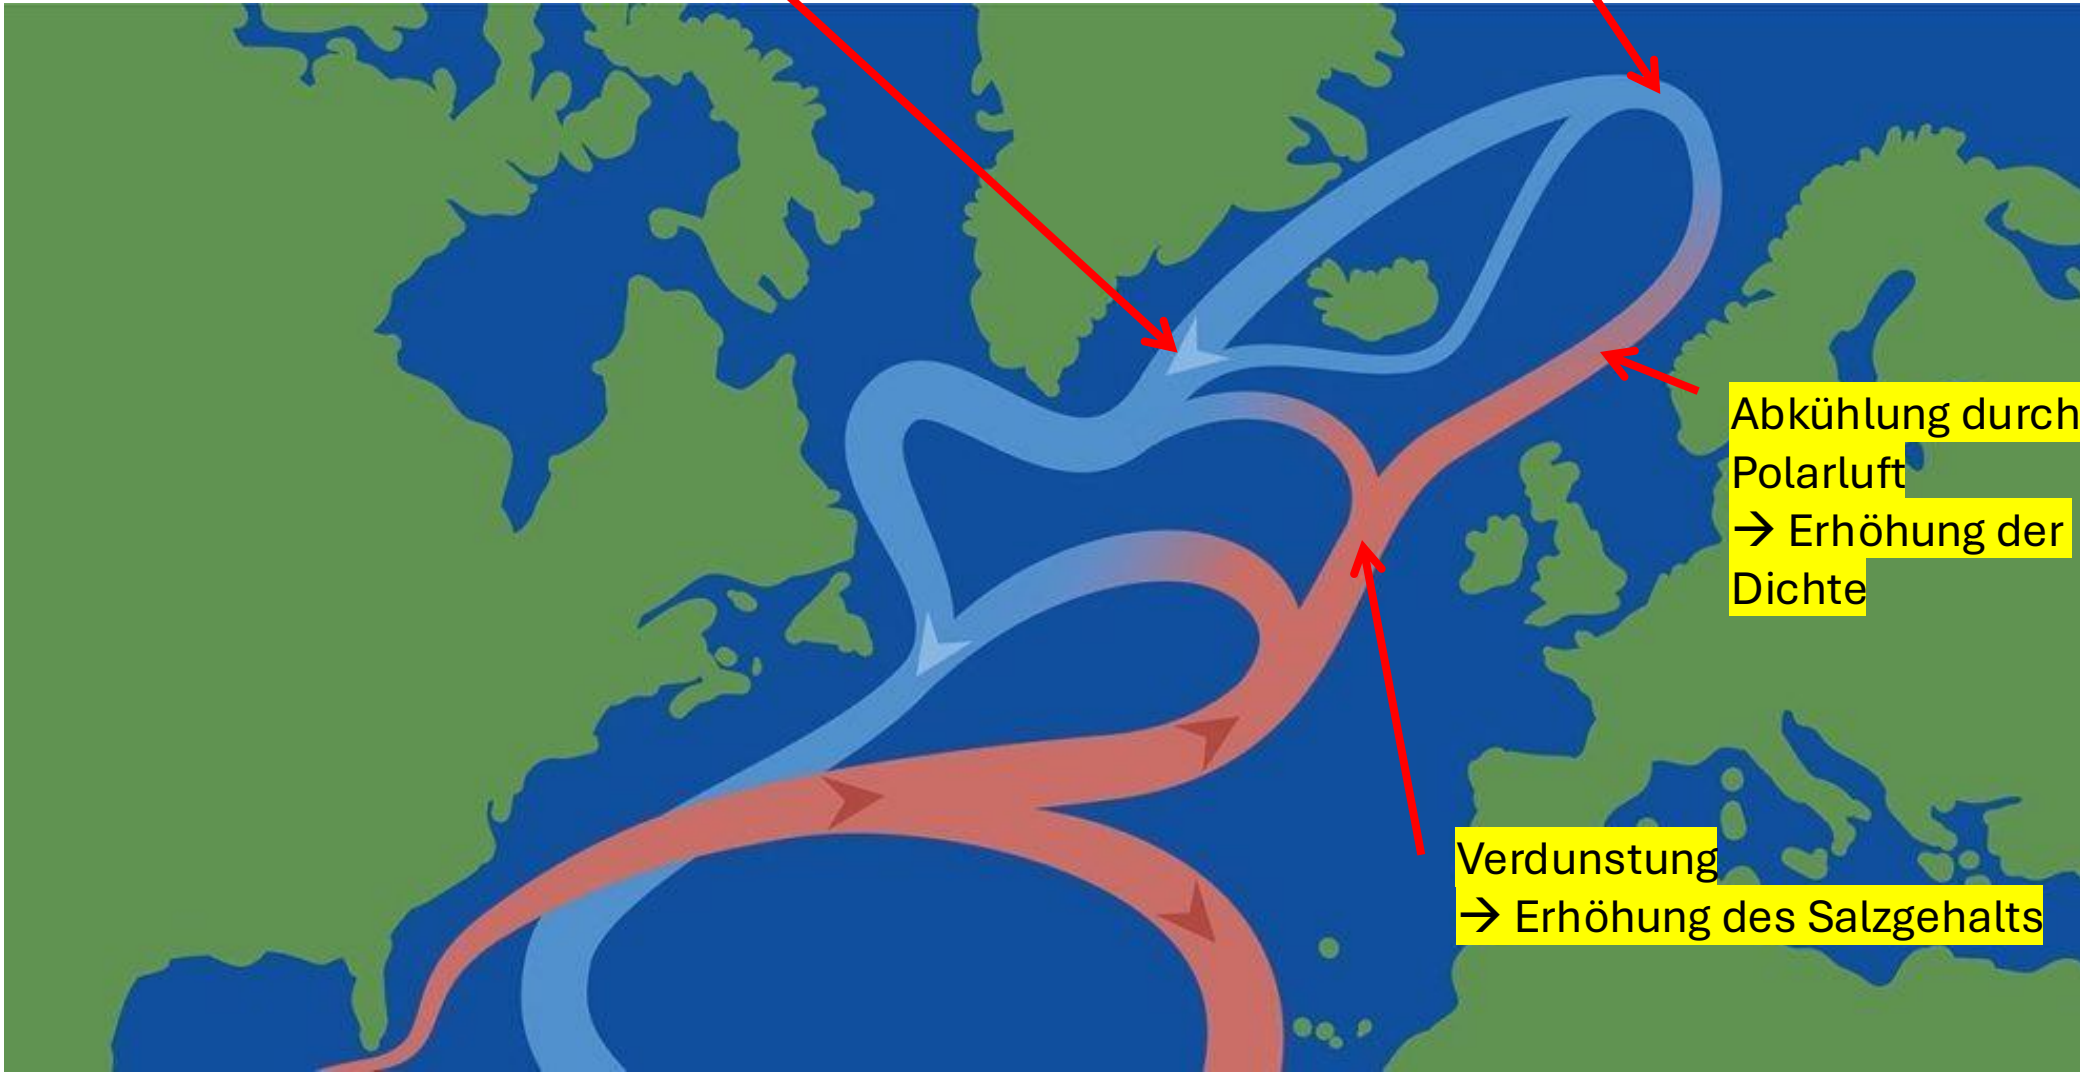 Abkühlung durch
Polarluft
→ Erhöhung der
Dichte
Verdunstung
→ Erhöhung des Salzgehalts